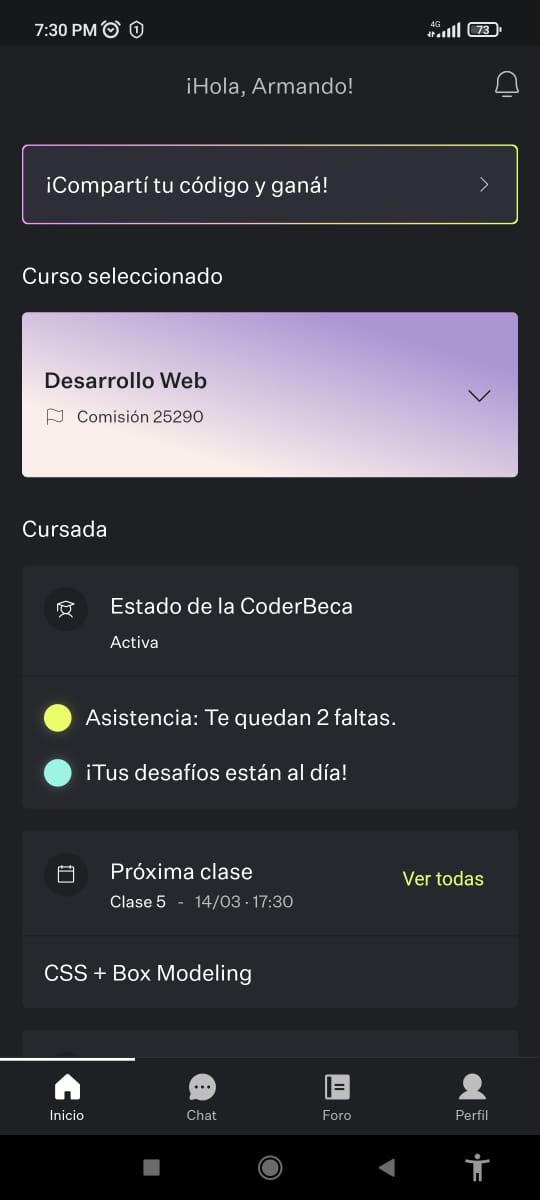 7:30 PM
4G
73
¡Hola, Armando!
¡Compartí tu código y ganá!
Curso seleccionado
Desarrollo Web
Comisión 25290
Cursada
Estado de la CoderBeca
Activa
Asistencia: Te quedan 2 faltas.
¡Tus desafíos están al día!
Próxima clase
Ver todas
Clase 5 - 14/03 · 17:30
CSS + Box Modeling
Inicio
Chat
Foro
Perfil